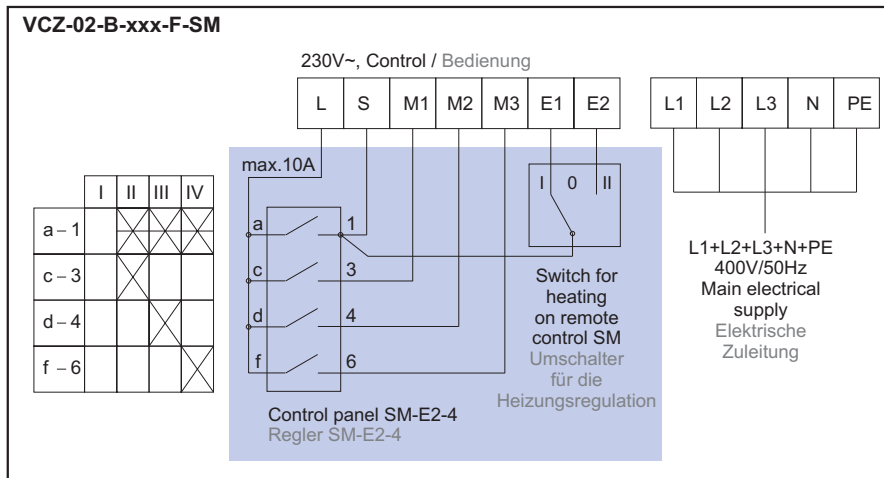 VCZ-02-B-xxx-F-SM
230V~, Control / Bedienung
L S M1 M2 M3 E1 E2
L1 L2 L3 N PE
max.10A
I 0 II
a 1
c 3
d 4
f 6
I II III IV
a – 1
c – 3
d – 4
f – 6
Control panel SM-E2-4
Regler SM-E2-4
Switch for
heating
on remote
control SM
Umschalter
für die
Heizungsregulation
L1+L2+L3+N+PE
400V/50Hz
Main electrical
supply
Elektrische
Zuleitung